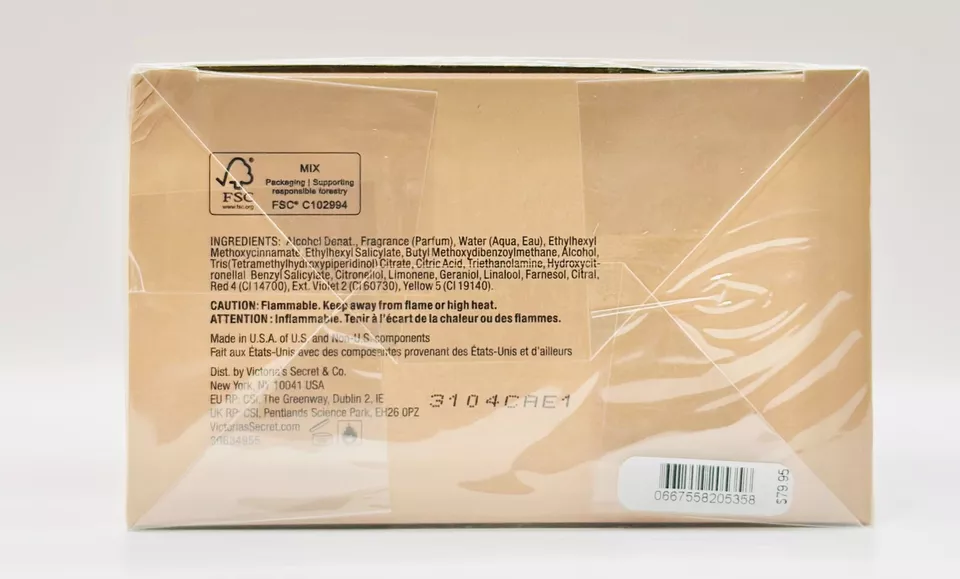 MIX
Packaging | Supporting
responsible forestry
FSC® C102994
FSC
www.fsc.org
INGREDIENTS: Alcohol Denat., Fragrance (Parfum), Water (Aqua, Eau), Ethylhexyl
Methoxycinnamate, Ethylhexyl Salicylate, Butyl Methoxydibenzoylmethane, Alcohol,
Tris(Tetramethylhydroxypiperidinol) Citrate, Citric Acid, Triethanolamine, Hydroxycit-
ronellal, Benzyl Salicylate, Citronellol, Limonene, Geraniol, Linalool, Farnesol, Citral,
Red 4 (CI 14700), Ext. Violet 2 (CI 60730), Yellow 5 (CI 19140).
CAUTION: Flammable. Keep away from flame or high heat.
ATTENTION : Inflammable. Tenir à l'écart de la chaleur ou des flammes.
Made in U.S.A. of U.S. and Non-U.S. components
Fait aux États-Unis avec des composantes provenant des États-Unis et d'ailleurs
Dist. by Victoria's Secret & Co.
New York, NY 10041 USA
EU RP: CSI, The Greenway, Dublin 2, IE
UK RP: CSI, Pentlands Science Park, EH26 0PZ
VictoriasSecret.com
3104CAE1
0667558205358
$79.95